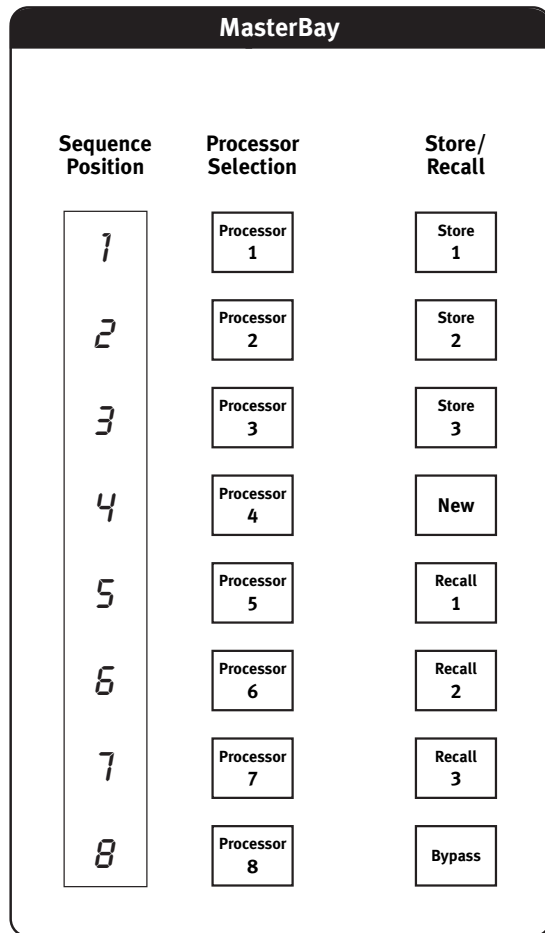 MasterBay
Sequence Position
Processor Selection
Store/ Recall
1
Processor 1
Store 1
2
Processor 2
Store 2
3
Processor 3
Store 3
4
Processor 4
New
5
Processor 5
Recall 1
6
Processor 6
Recall 2
7
Processor 7
Recall 3
8
Processor 8
Bypass